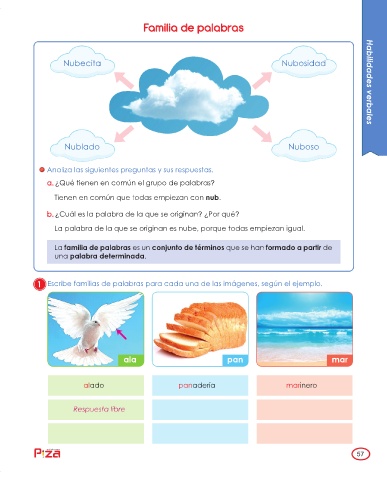 Familia de palabras
Habilidades verbales
Nubecita
Nubosidad
Nublado
Nuboso
Analiza las siguientes preguntas y sus respuestas.
a. ¿Qué tienen en común el grupo de palabras?
Tienen en común que todas empiezan con nub.
b. ¿Cuál es la palabra de la que se originan? ¿Por qué?
La palabra de la que se originan es nube, porque todas empiezan igual.
La familia de palabras es un conjunto de términos que se han formado a partir de
una palabra determinada.
1 Escribe familias de palabras para cada una de las imágenes, según el ejemplo.
ala
pan
mar
alado
panadería
marinero
Respuesta libre
P1za
57